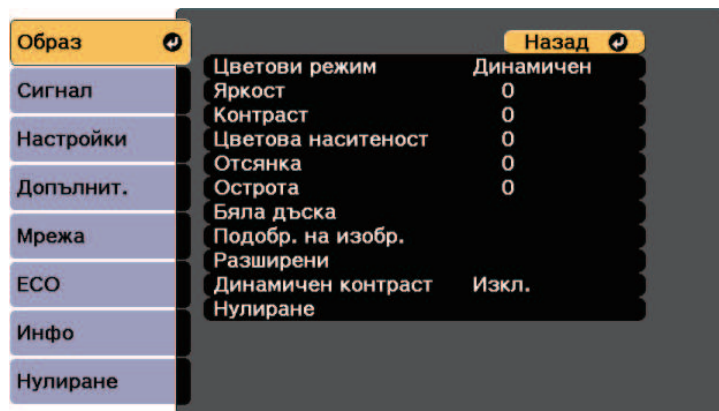 Образ
Сигнал
Настройки
Допълнит.
Мрежа
ECO
Инфо
Нулиране
Назад
Цветови режим Динамичен
Яркост 0
Контраст 0
Цветова наситеност 0
Отсянка 0
Острота 0
Бяла дъска
Подобр. на изобр.
Разширени
Динамичен контраст Изкл.
Нулиране